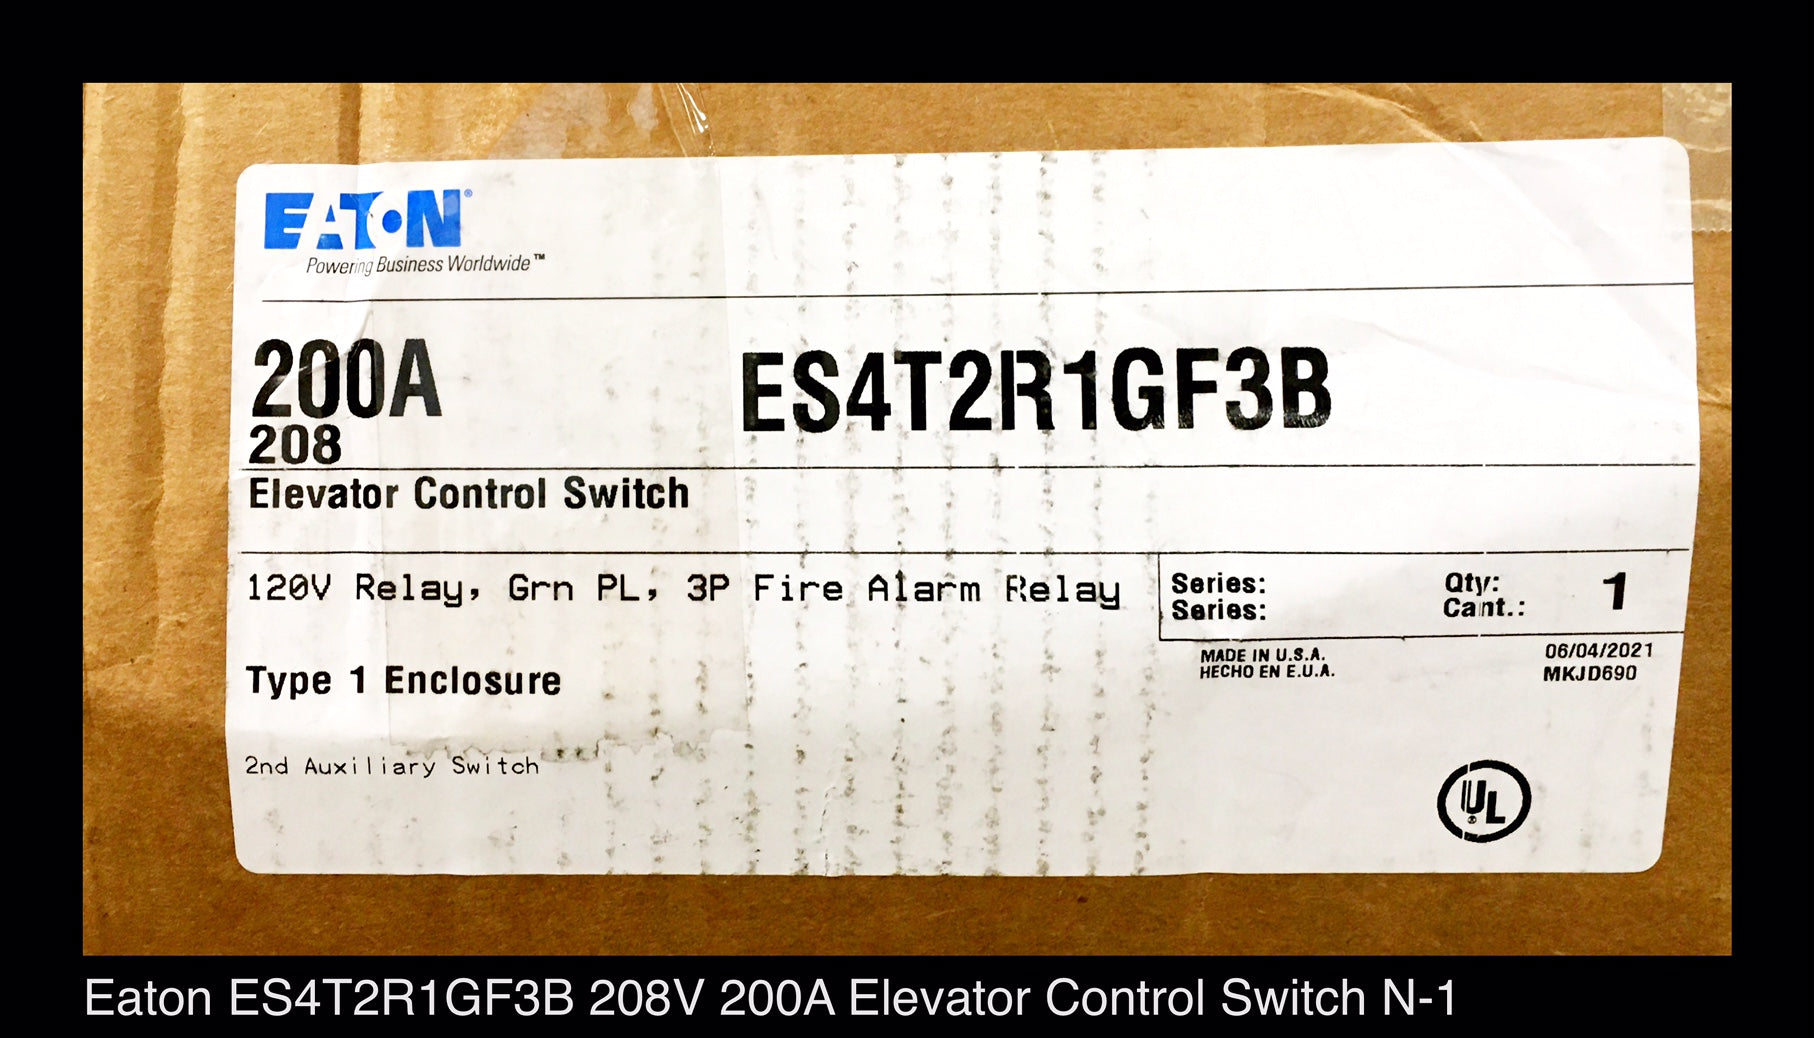 EATON®
Powering Business Worldwide™
200A
208
ES4T2R1GF3B
Elevator Control Switch
120V Relay, Grn PL, 3P Fire Alarm Relay
Series:
Series:
Qty:
Cant.:
1
MADE IN U.S.A.
HECHO EN E.U.A.
06/04/2021
MKJD690
Type 1 Enclosure
2nd Auxiliary Switch
UL®
Eaton ES4T2R1GF3B 208V 200A Elevator Control Switch N-1